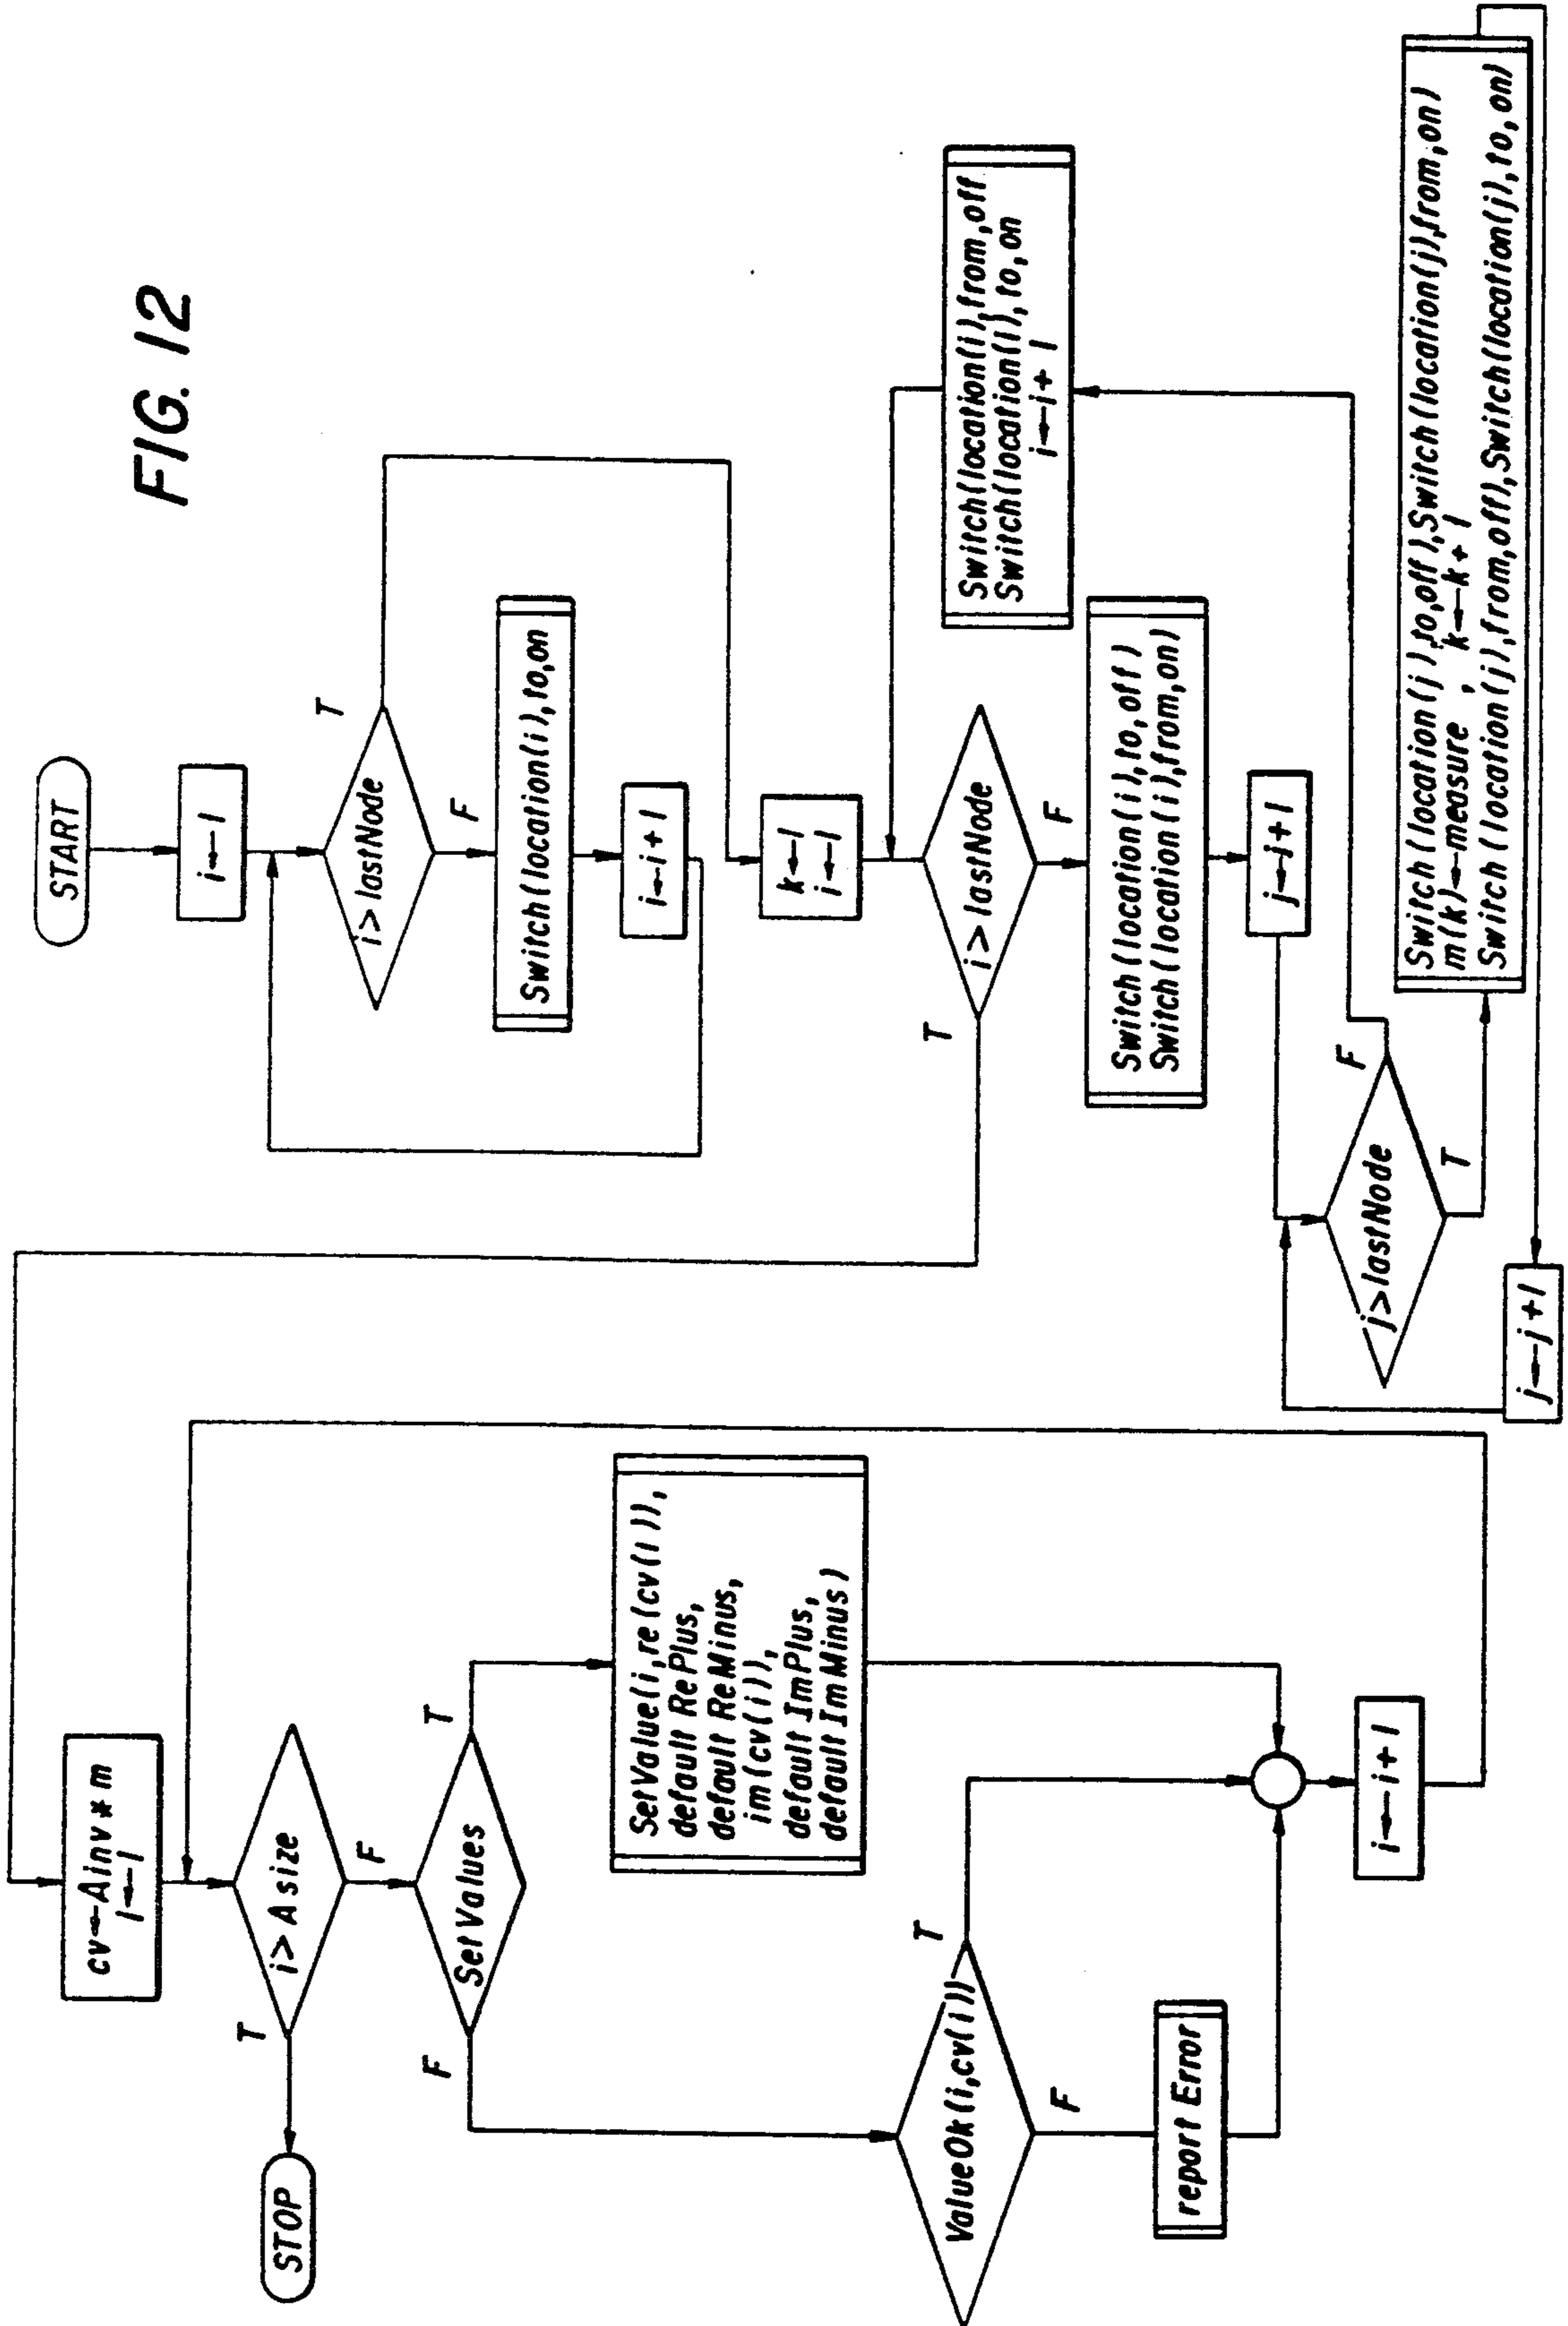 FIG. 12
START
i←1
i>lastNode
T
F
Switch(location(i),to,on
i←i+1
k←1
i←1
i>lastNode
T
F
Switch(location(i),to,off)
Switch(location(i),from,on)
j←i+1
j>lastNode
F
T
Switch(location(i),from,off
Switch(location(i),to,on
i←i+1
Switch(location(j),to,off),Switch(location(j),from,on)
m(k)←measure , k←k+1
Switch(location(j),from,off),Switch(location(j),to,on)
j←j+1
cv←Ainv*m
i←1
i>Asize
T
F
STOP
SetValues
T
F
SetValue(i,re(cv(i)),
default RePlus,
default ReMinus,
im(cv(i)),
default ImPlus,
default ImMinus)
ValueOk(i,cv(i))
T
F
report Error
i←i+1